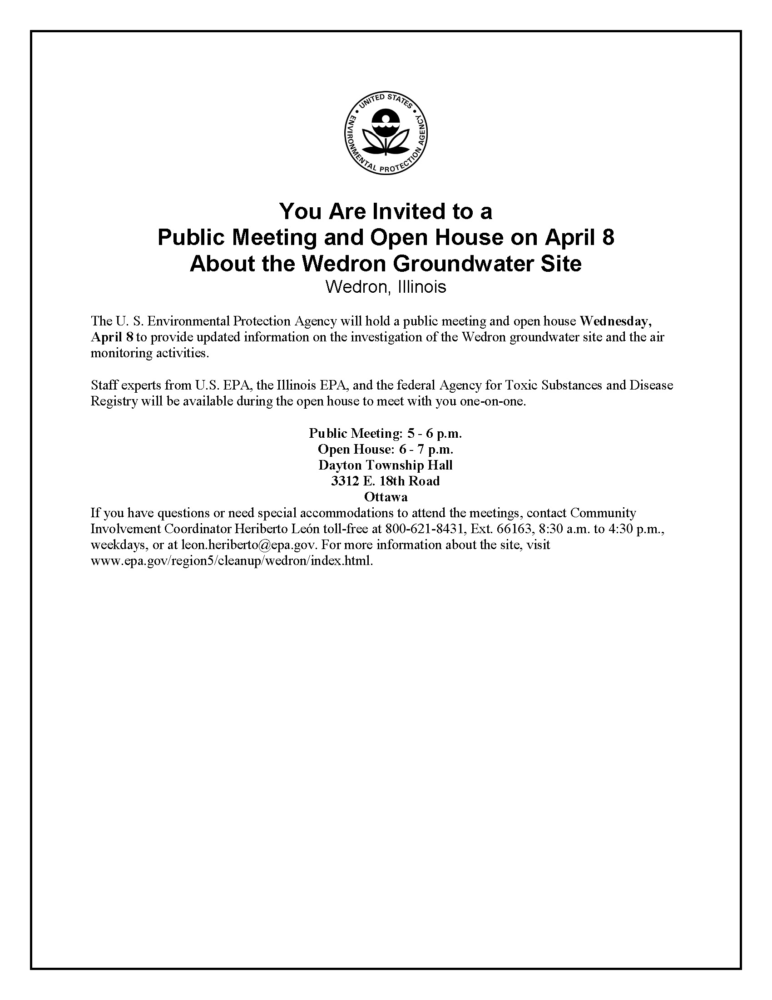 UNITED STATES
ENVIRONMENTAL PROTECTION AGENCY
You Are Invited to a
Public Meeting and Open House on April 8
About the Wedron Groundwater Site
Wedron, Illinois
The U. S. Environmental Protection Agency will hold a public meeting and open house Wednesday,
April 8 to provide updated information on the investigation of the Wedron groundwater site and the air
monitoring activities.
Staff experts from U.S. EPA, the Illinois EPA, and the federal Agency for Toxic Substances and Disease
Registry will be available during the open house to meet with you one-on-one.
Public Meeting: 5 - 6 p.m.
Open House: 6 - 7 p.m.
Dayton Township Hall
3312 E. 18th Road
Ottawa
If you have questions or need special accommodations to attend the meetings, contact Community
Involvement Coordinator Heriberto León toll-free at 800-621-8431, Ext. 66163, 8:30 a.m. to 4:30 p.m.,
weekdays, or at leon.heriberto@epa.gov. For more information about the site, visit
www.epa.gov/region5/cleanup/wedron/index.html.